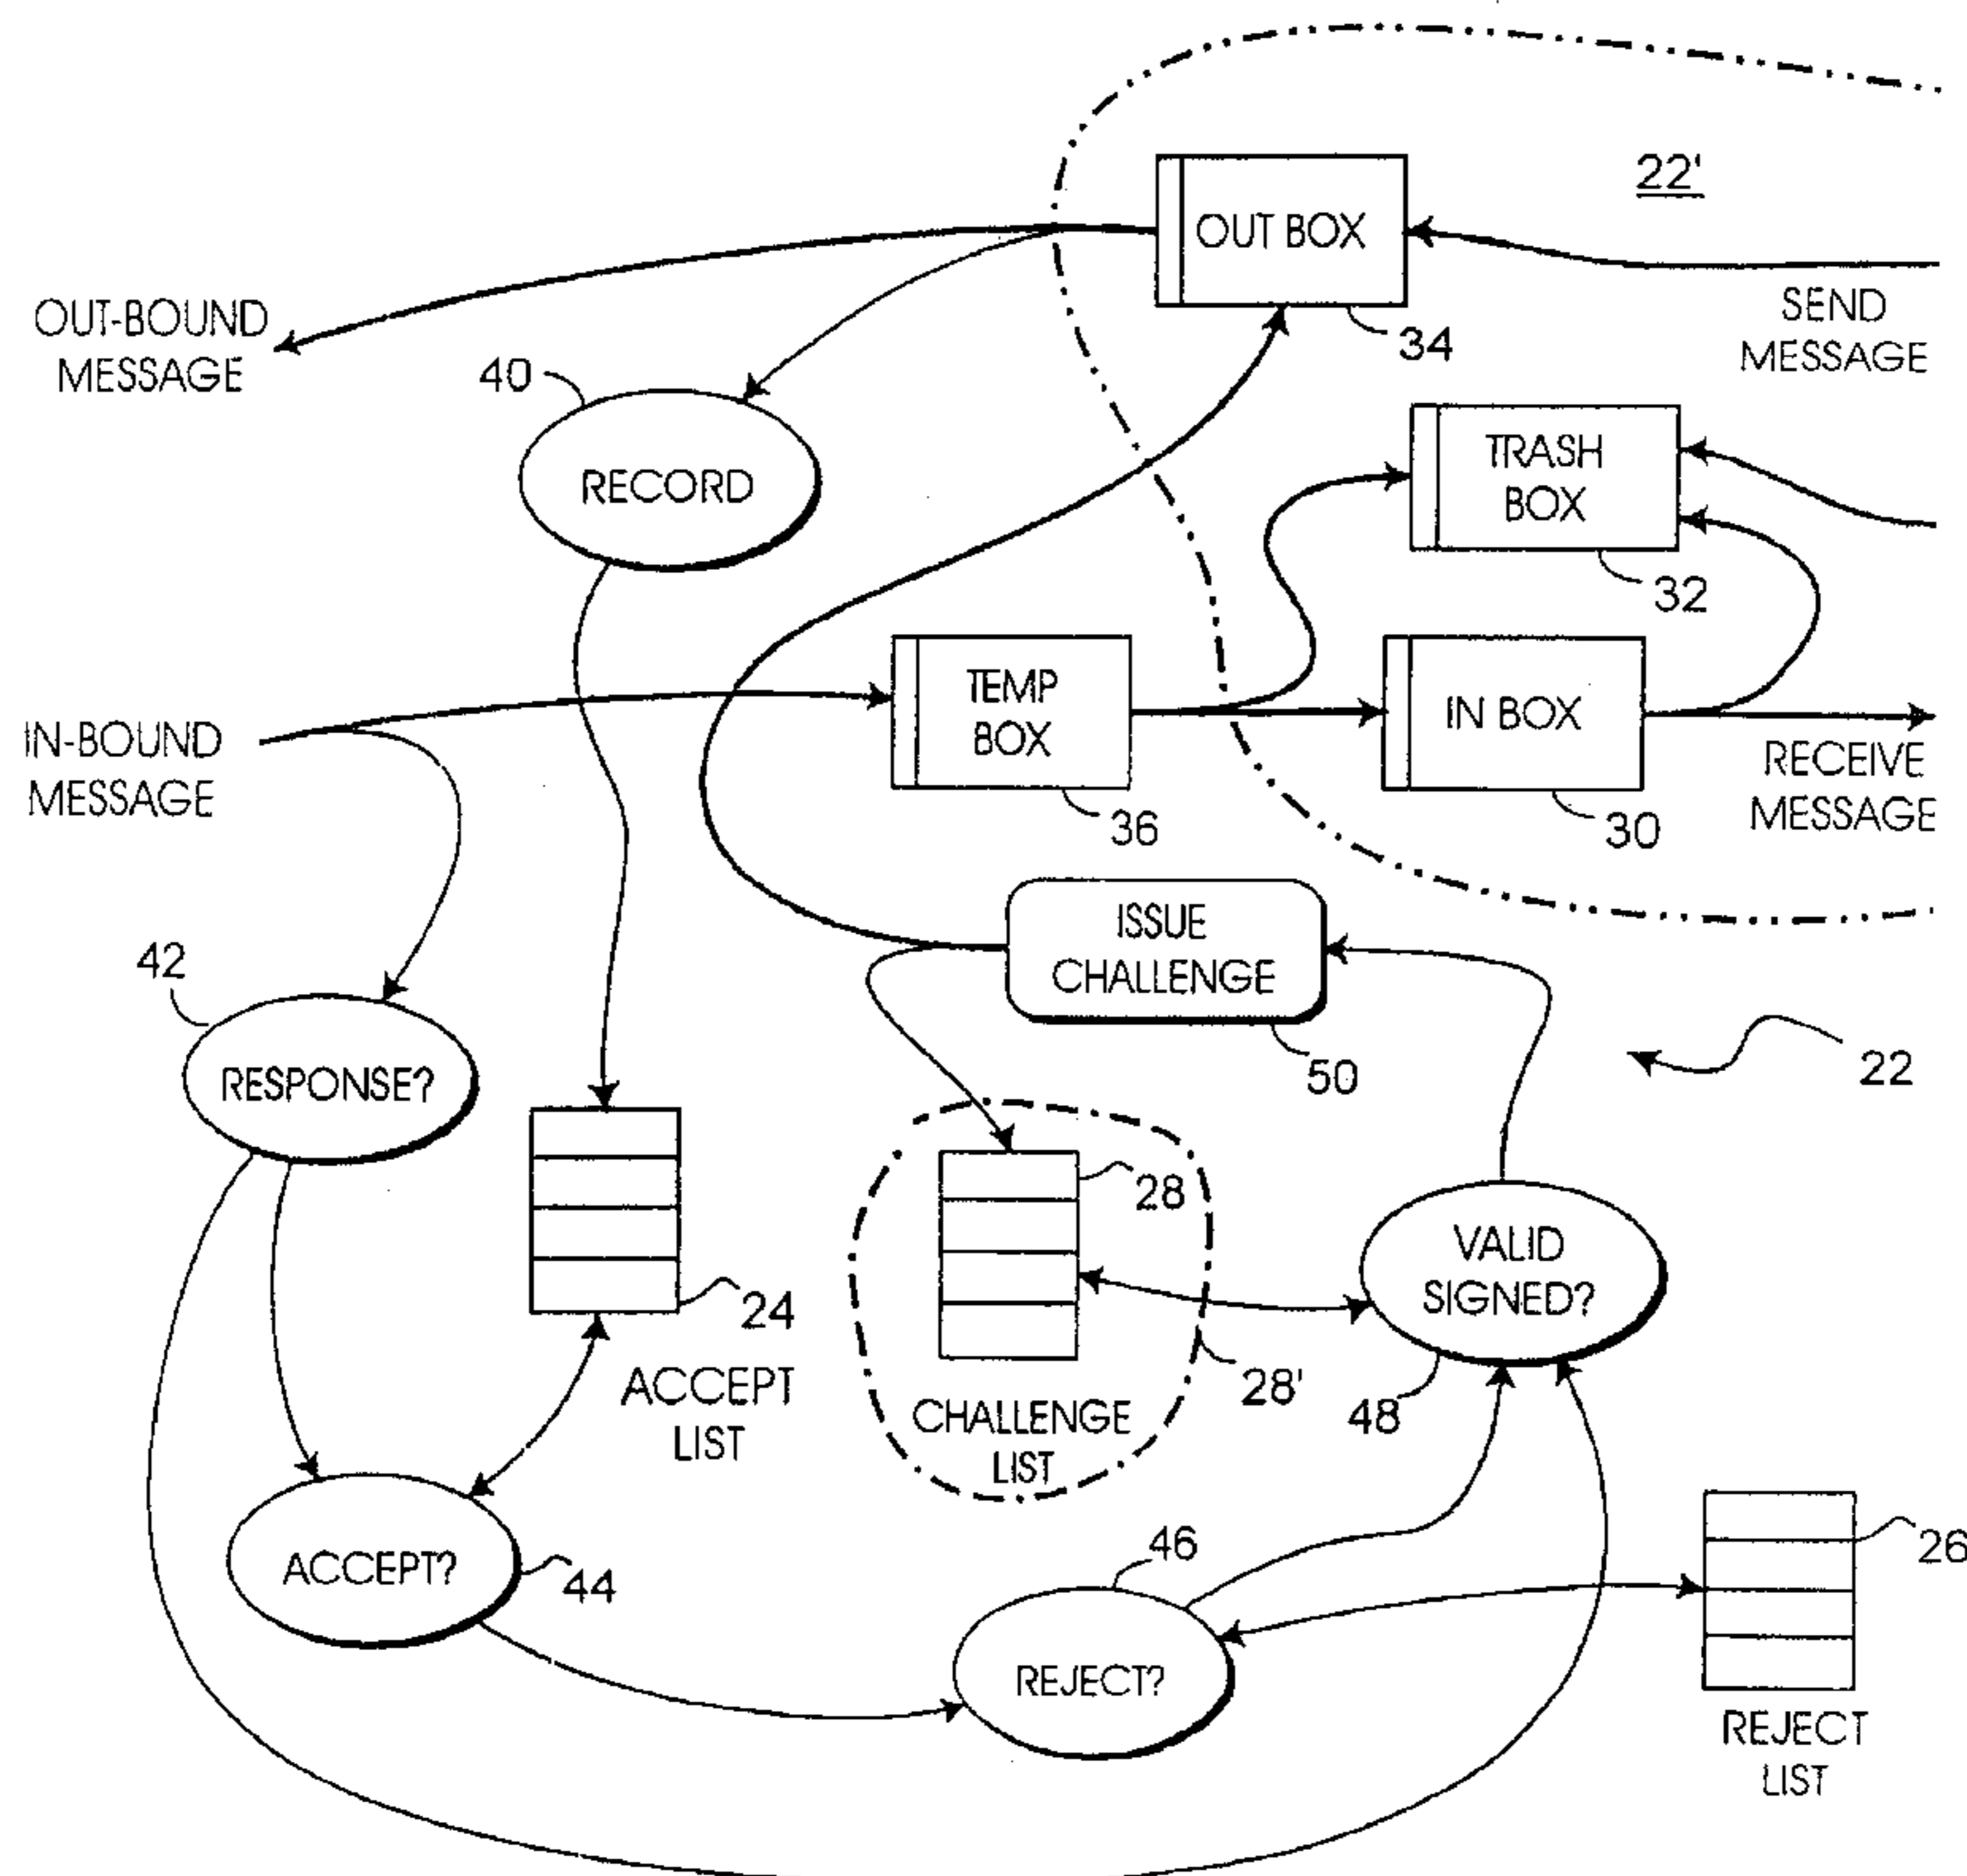 22'
OUT BOX
34
SEND
MESSAGE
OUT-BOUND
MESSAGE
40
RECORD
TRASH
BOX
32
IN-BOUND
MESSAGE
TEMP
BOX
36
IN BOX
30
RECEIVE
MESSAGE
42
RESPONSE?
ISSUE
CHALLENGE
50
22
28
VALID
SIGNED?
24
ACCEPT
LIST
28'
CHALLENGE
LIST
48
ACCEPT?
44
46
REJECT?
26
REJECT
LIST